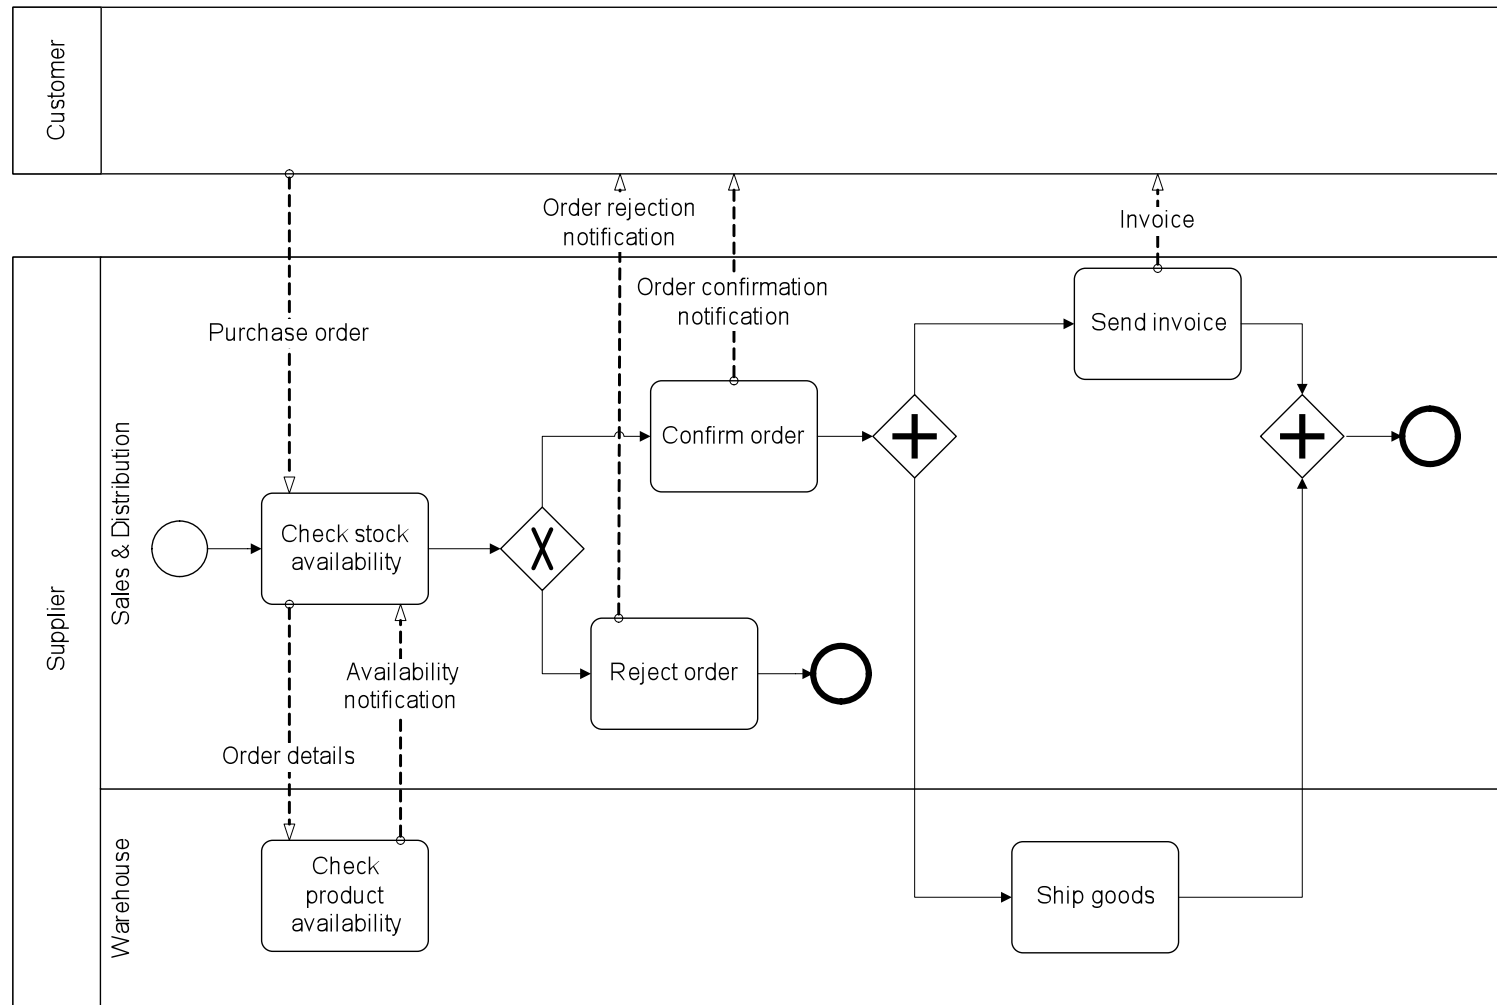 Customer
Order rejection
notification
Invoice
Order confirmation
notification
Purchase order
Send invoice
Confirm order
Supplier
Sales & Distribution
Check stock
availability
X
Reject order
Availability
notification
Order details
Warehouse
Check
product
availability
Ship goods